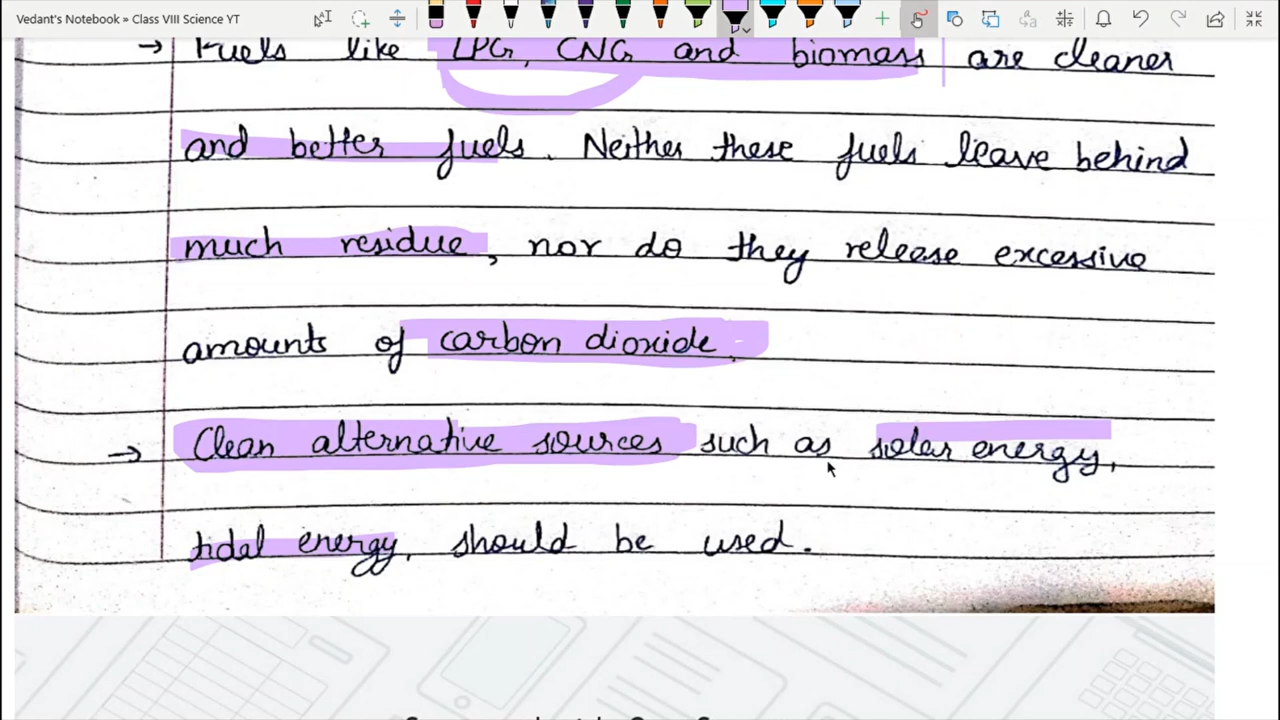 Vedant's Notebook » Class VIII Science YT
→ Fuels like LPG, CNG and biomass are cleaner
and better fuels. Neither these fuels leave behind
much residue, nor do they release excessive
amounts of carbon dioxide.
→ Clean alternative sources such as solar energy,
tidal energy, should be used.